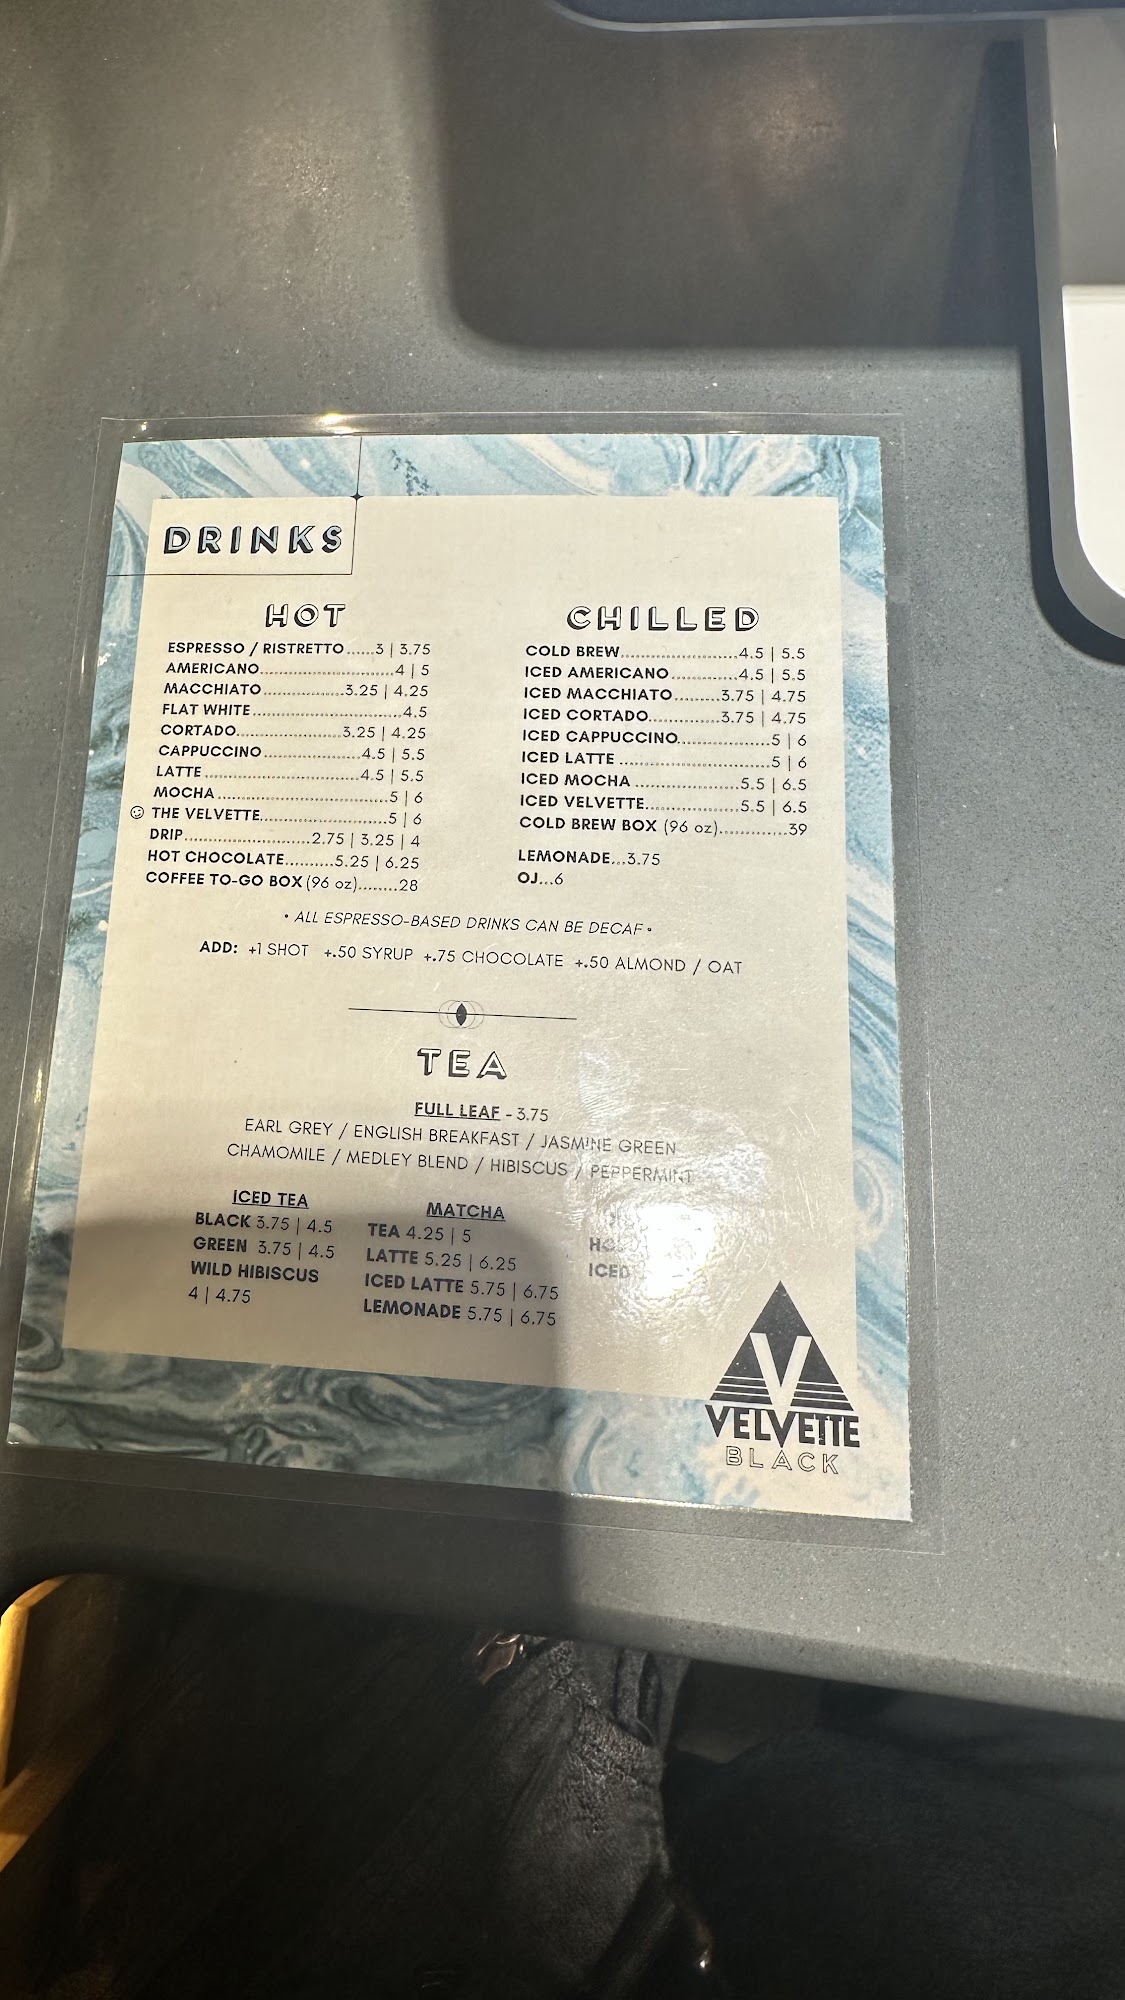 DRINKS
HOT
ESPRESSO / RISTRETTO......3 | 3.75
AMERICANO..............................4 | 5
MACCHIATO..................3.25 | 4.25
FLAT WHITE..................................4.5
CORTADO........................3.25 | 4.25
CAPPUCCINO......................4.5 | 5.5
LATTE...................................4.5 | 5.5
MOCHA.......................................5 | 6
☺ THE VELVETTE.............................5 | 6
DRIP............................2.75 | 3.25 | 4
HOT CHOCOLATE..........5.25 | 6.25
COFFEE TO-GO BOX (96 oz)........28
CHILLED
COLD BREW..........................4.5 | 5.5
ICED AMERICANO...............4.5 | 5.5
ICED MACCHIATO..........3.75 | 4.75
ICED CORTADO...............3.75 | 4.75
ICED CAPPUCCINO....................5 | 6
ICED LATTE .................................5 | 6
ICED MOCHA ........................5.5 | 6.5
ICED VELVETTE.....................5.5 | 6.5
COLD BREW BOX (96 oz)...............39
LEMONADE...3.75
OJ...6
• ALL ESPRESSO-BASED DRINKS CAN BE DECAF •
ADD: +1 SHOT +.50 SYRUP +.75 CHOCOLATE +.50 ALMOND / OAT
TEA
FULL LEAF - 3.75
EARL GREY / ENGLISH BREAKFAST / JASMINE GREEN
CHAMOMILE / MEDLEY BLEND / HIBISCUS / PEPPERMINT
ICED TEA
BLACK 3.75 | 4.5
GREEN 3.75 | 4.5
WILD HIBISCUS
4 | 4.75
MATCHA
TEA 4.25 | 5
LATTE 5.25 | 6.25
ICED LATTE 5.75 | 6.75
LEMONADE 5.75 | 6.75
ICED
V
VELVETTE
BLACK